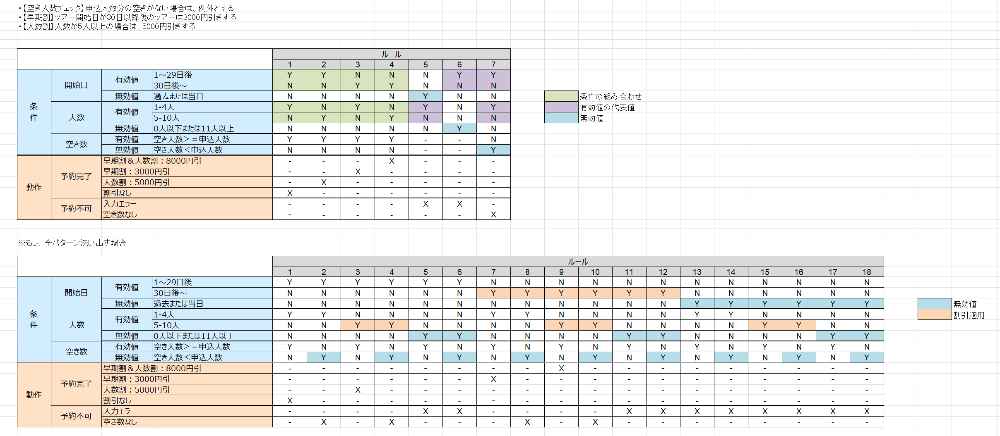 ・【空き人数チェック】申込人数分の空きがない場合は、例外とする
・【早期割】ツアー開始日が30日以降後のツアーは3000円引きする
・【人数割】人数が5人以上の場合は、5000円引きする
ルール
1 2 3 4 5 6 7
条件 開始日 有効値 1～29日後 Y Y N N N Y Y
30日後～ N N Y Y N N N
無効値 過去または当日 N N N N Y N N
人数 有効値 1-4人 Y N Y N Y N Y
5-10人 N Y N Y N N N
無効値 0人以下または11人以上 N N N N N Y N
空き数 有効値 空き人数＞＝申込人数 Y Y Y Y - - N
無効値 空き人数＜申込人数 N N N N - - Y
動作 予約完了 早期割＆人数割：8000円引 - - - X - - -
早期割：3000円引 - - X - - - -
人数割：5000円引 - X - - - - -
割引なし X - - - - - -
予約不可 入力エラー - - - - X X -
空き数なし - - - - - - X
条件の組み合わせ
有効値の代表値
無効値
※もし、全パターン洗い出す場合
ルール
1 2 3 4 5 6 7 8 9 10 11 12 13 14 15 16 17 18
条件 開始日 有効値 1～29日後 Y Y Y Y Y Y N N N N N N N N N N N N
30日後～ N N N N N N Y Y Y Y Y Y N N N N N N
無効値 過去または当日 N N N N N N N N N N N N Y Y Y Y Y Y
人数 有効値 1-4人 Y Y N N N N Y Y N N N N Y Y N N N N
5-10人 N N Y Y N N N N Y Y N N N N Y Y N N
無効値 0人以下または11人以上 N N N N Y Y N N N N Y Y N N N N Y Y
空き数 有効値 空き人数＞＝申込人数 Y N Y N Y N Y N Y N Y N Y N Y N Y N
無効値 空き人数＜申込人数 N Y N Y N Y N Y N Y N Y N Y N Y N Y
動作 予約完了 早期割＆人数割：8000円引 - - - - - - - - X - - - - - - - - -
早期割：3000円引 - - - - - - X - - - - - - - - - - -
人数割：5000円引 - - X - - - - - - - - - - - - - - -
割引なし X - - - - - - - - - - - - - - - - -
予約不可 入力エラー - - - - X X - - - - X X X X X X X X
空き数なし - X - X - - - X - X - - - - - - - -
無効値
割引適用